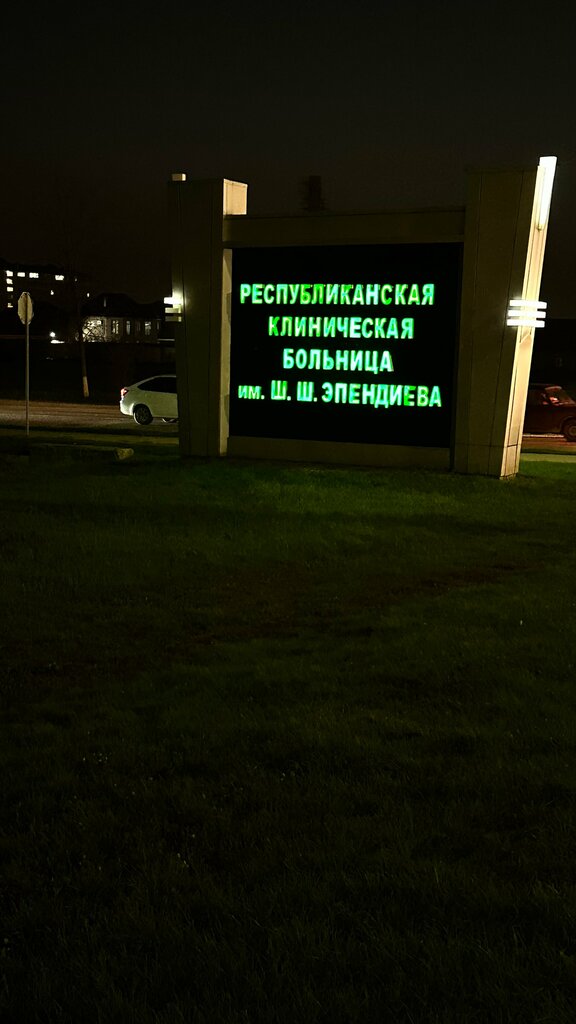 РЕСПУБЛИКАНСКАЯ
КЛИНИЧЕСКАЯ
БОЛЬНИЦА
им. Ш. Ш. ЭПЕНДИЕВА